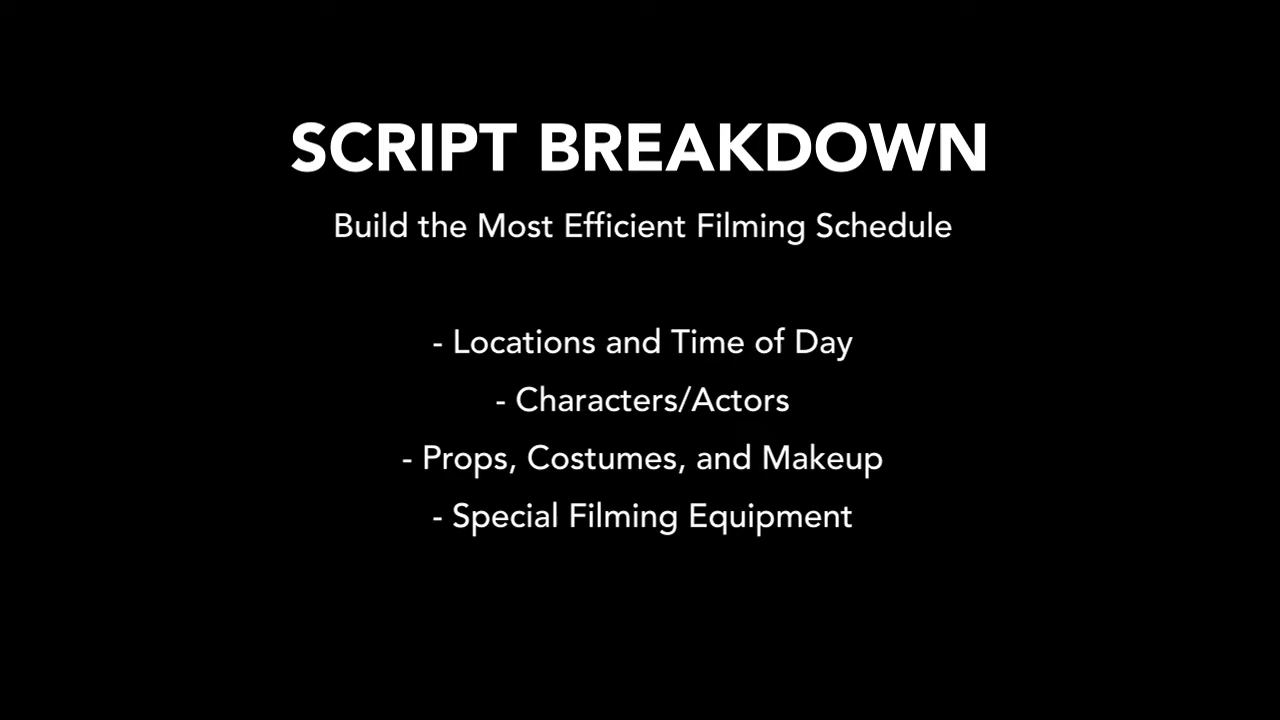 SCRIPT BREAKDOWN
Build the Most Efficient Filming Schedule
- Locations and Time of Day
- Characters/Actors
- Props, Costumes, and Makeup
- Special Filming Equipment